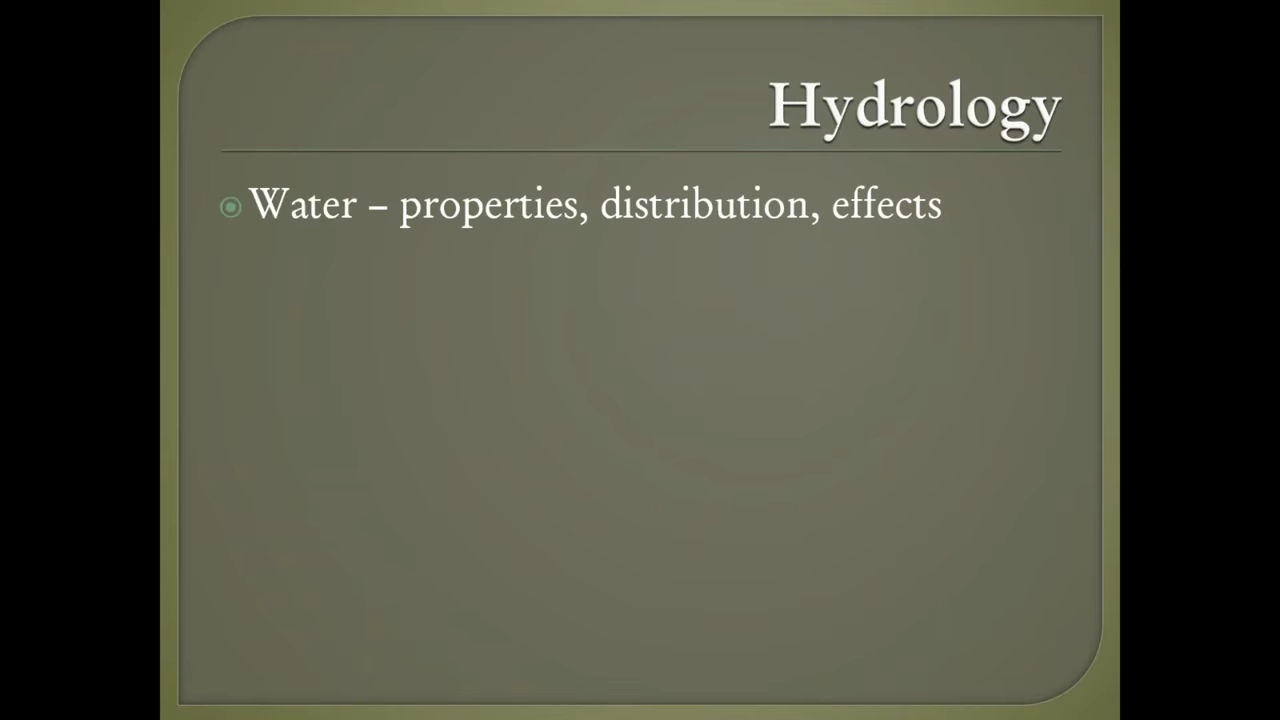 Hydrology
Water – properties, distribution, effects